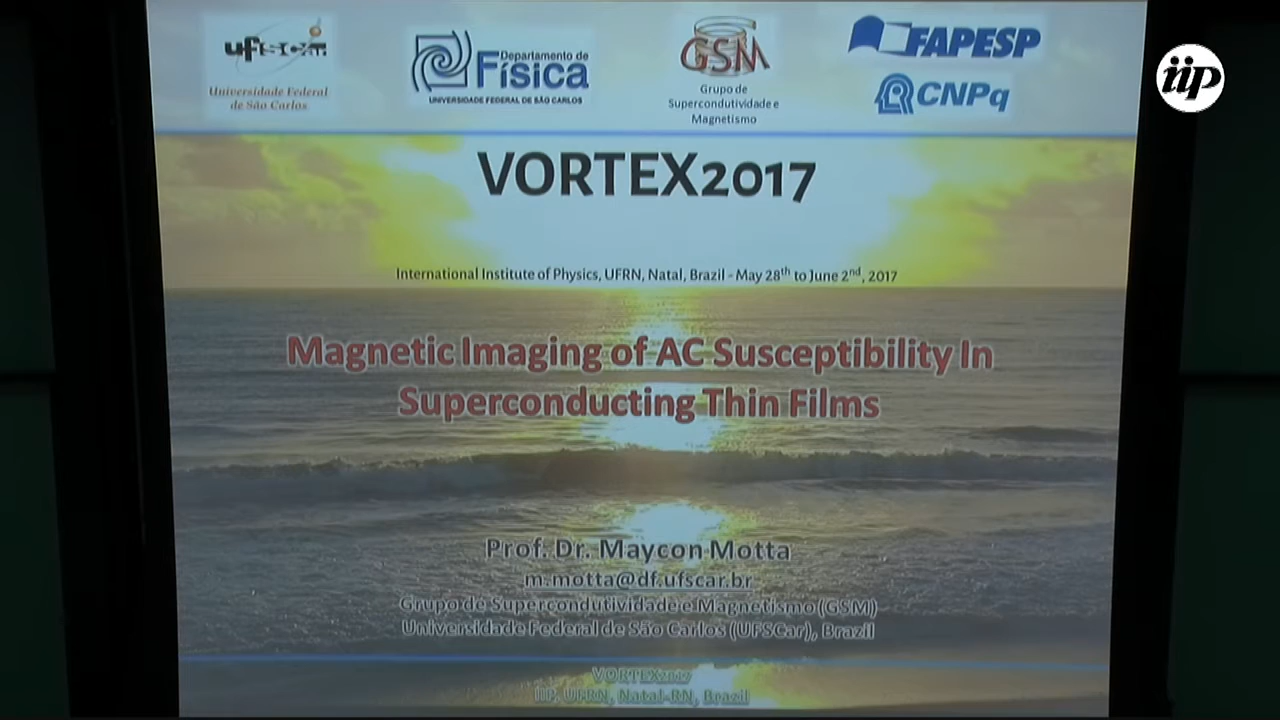 ufscar
Universidade Federal
de São Carlos
Departamento de
Física
UNIVERSIDADE FEDERAL DE SÃO CARLOS
GSM
Grupo de
Supercondutividade e
Magnetismo
FAPESP
CNPq
iip
VORTEX2017
International Institute of Physics, UFRN, Natal, Brazil - May 28th to June 2nd, 2017
Magnetic Imaging of AC Susceptibility In
Superconducting Thin Films
Prof. Dr. Maycon Motta
m.motta@df.ufscar.br
Grupo de Supercondutividade e Magnetismo (GSM)
Universidade Federal de São Carlos (UFSCar), Brazil
VORTEX2017
IIP, UFRN, Natal-RN, Brazil